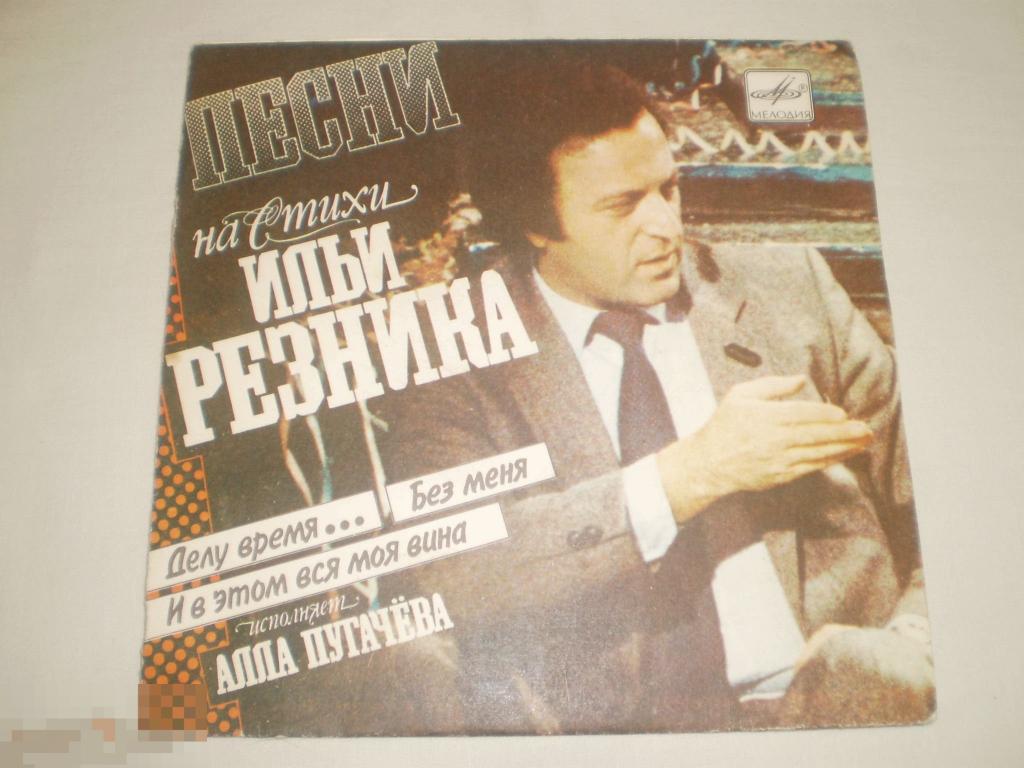 ПЕСНИ
на Стихи
ИЛЬИ
РЕЗНИКА
Делу время...
Без меня
И в этом вся моя вина
исполняет
АЛЛА ПУГАЧЁВА
МЕЛОДИЯ